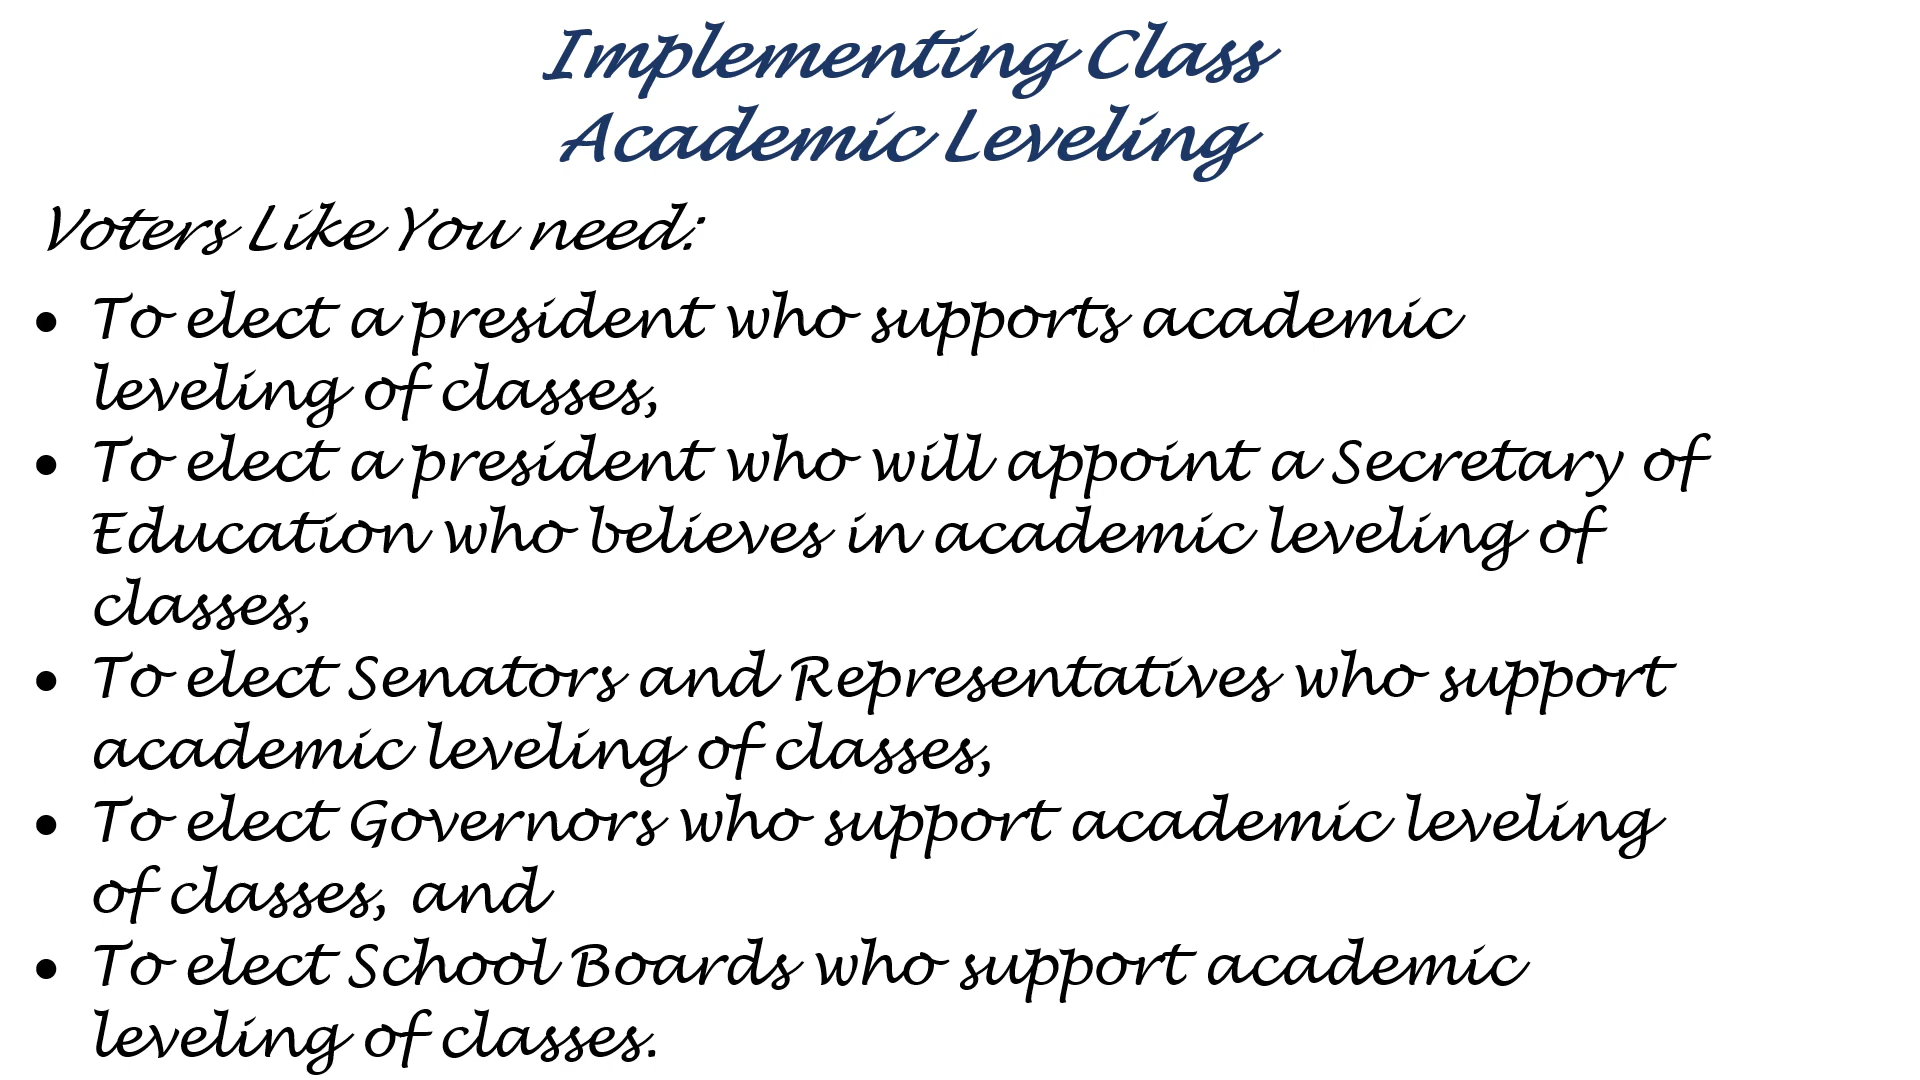 Implementing Class
Academic Leveling
Voters Like You need:
• To elect a president who supports academic
leveling of classes,
• To elect a president who will appoint a Secretary of
Education who believes in academic leveling of
classes,
• To elect Senators and Representatives who support
academic leveling of classes,
• To elect Governors who support academic leveling
of classes, and
• To elect School Boards who support academic
leveling of classes.